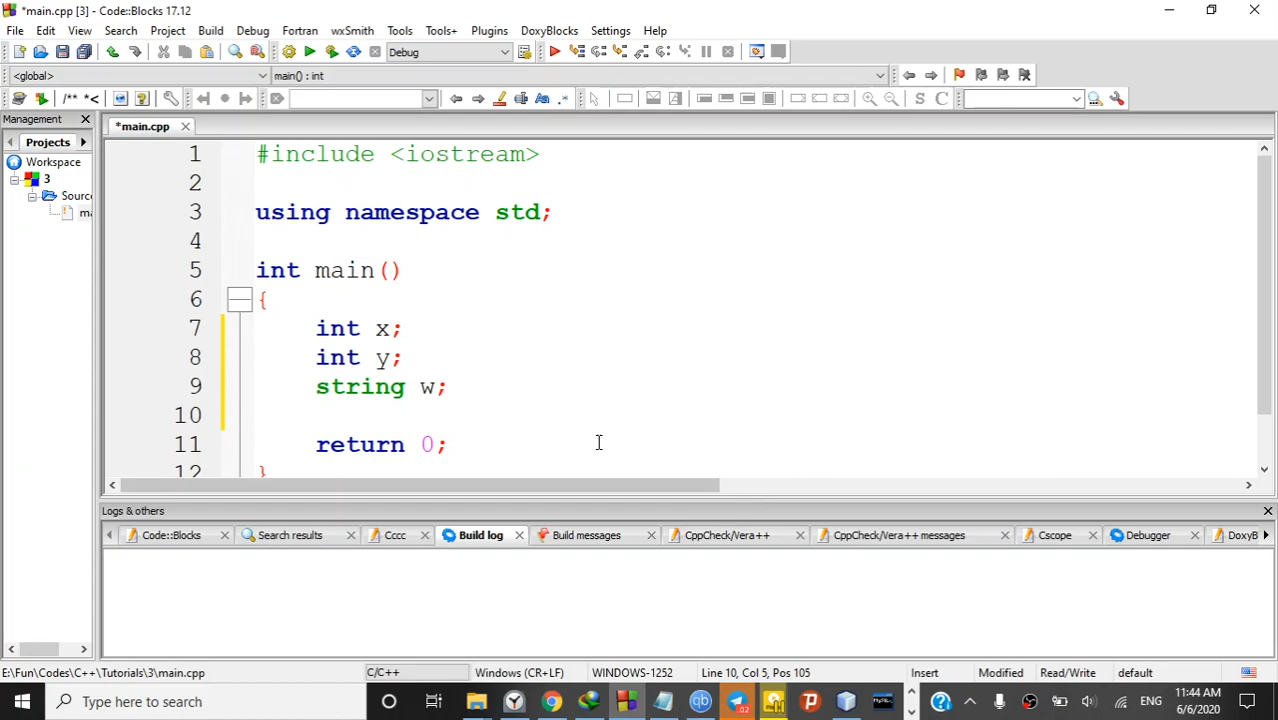 *main.cpp [3] - Code::Blocks 17.12
File Edit View Search Project Build Debug Fortran wxSmith Tools Tools+ Plugins DoxyBlocks Settings Help
Debug
<global> main() : int
/** *<
Aa .* S C
Management *main.cpp
Projects
Workspace
3
Sourc
ma
1 #include <iostream>
2
3 using namespace std;
4
5 int main()
6 {
7 int x;
8 int y;
9 string w;
10
11 return 0;
12 }
Logs & others
Code::Blocks Search results Cccc Build log Build messages CppCheck/Vera++ CppCheck/Vera++ messages Cscope Debugger DoxyB
E:\Fun\Codes\C++\Tutorials\3\main.cpp C/C++ Windows (CR+LF) WINDOWS-1252 Line 10, Col 5, Pos 105 Insert Modified Read/Write default
Type here to search
ENG
11:44 AM
6/6/2020